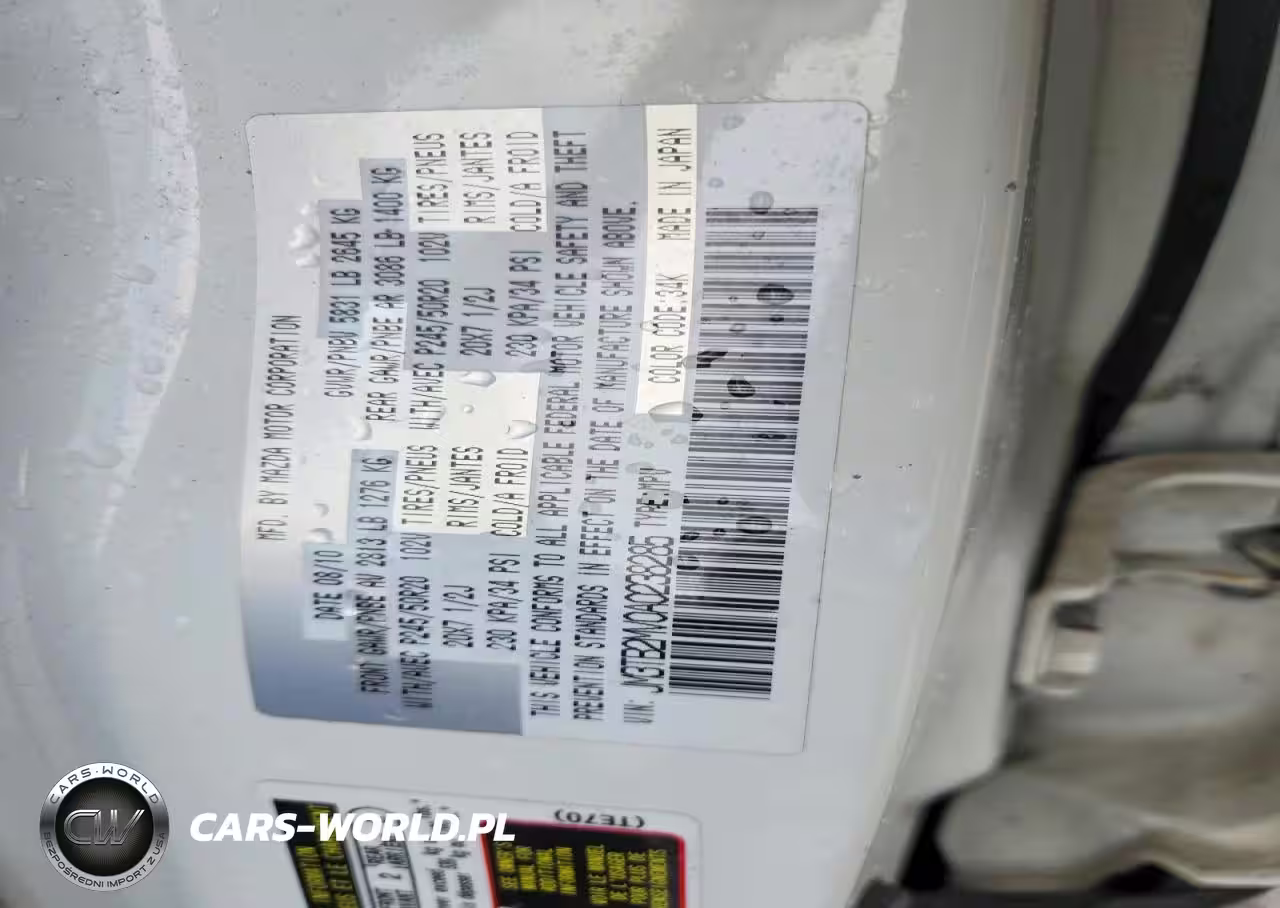 MFD. BY MAZDA MOTOR CORPORATION
DATE 08/10 GVWR/PNBV 5831 LB 2645 KG
FRONT GAWR/PNBE AV 2813 LB 1276 KG REAR GAWR/PNBE AR 3086 LB 1400 KG
WITH/AVEC P245/50R20 102V TIRES/PNEUS WITH/AVEC P245/50R20 102V TIRES/PNEUS
20X7 1/2J RIMS/JANTES 20X7 1/2J RIMS/JANTES
230 KPA/34 PSI COLD/A FROID 230 KPA/34 PSI COLD/A FROID
THIS VEHICLE CONFORMS TO ALL APPLICABLE FEDERAL MOTOR VEHICLE SAFETY AND THEFT
PREVENTION STANDARDS IN EFFECT ON THE DATE OF MANUFACTURE SHOWN ABOVE.
VIN: JM3TB2MV0A0238285 TYPE:MPV COLOR CODE:34K MADE IN JAPAN
(TE70)
CARS-WORLD
CW
BEZPOŚREDNI IMPORT Z USA
CARS-WORLD.PL